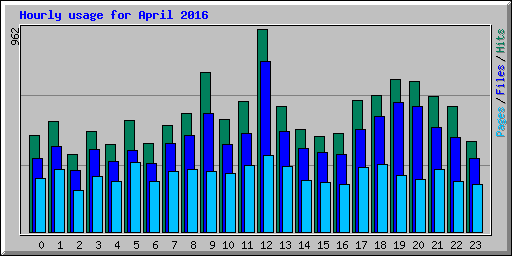 Hourly usage for April 2016
962
Pages / Files / Hits
0 1 2 3 4 5 6 7 8 9 10 11 12 13 14 15 16 17 18 19 20 21 22 23